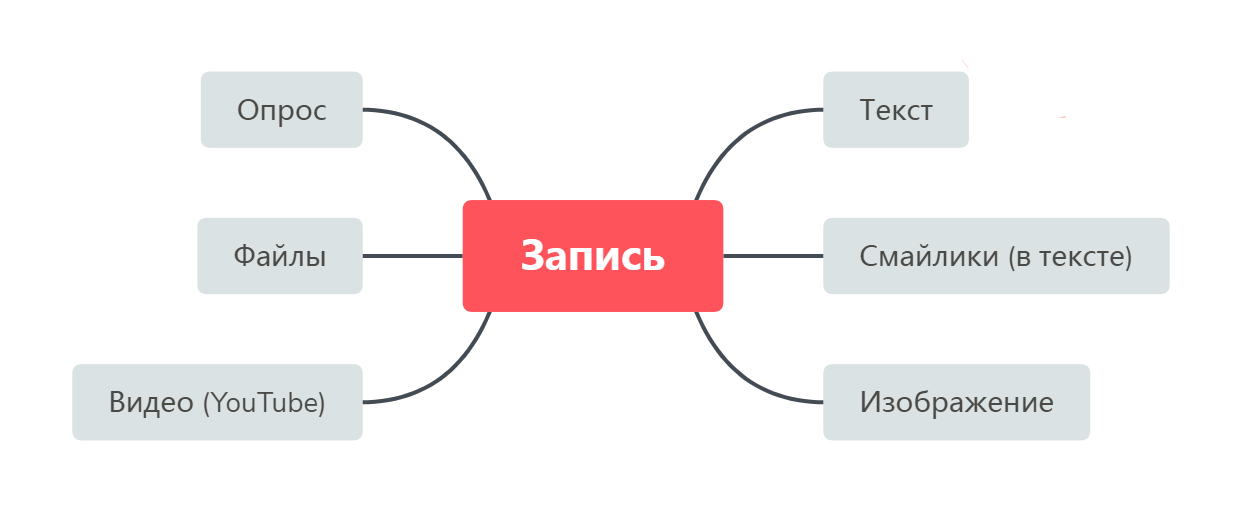 Опрос
Текст
Файлы
Запись
Смайлики (в тексте)
Видео (YouTube)
Изображение